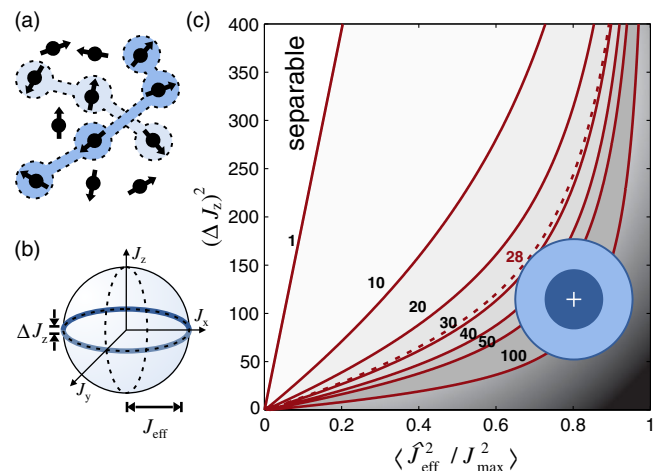 (a)
(b)
J_z
J_x
J_y
ΔJ_z
J_eff
(c)
400
350
300
250
200
150
100
50
0
(ΔJ_z)^2
separable
1
10
20
28
30
40
50
100
0
0.2
0.4
0.6
0.8
1
⟨ Ĵ_eff^2 / J_max^2 ⟩